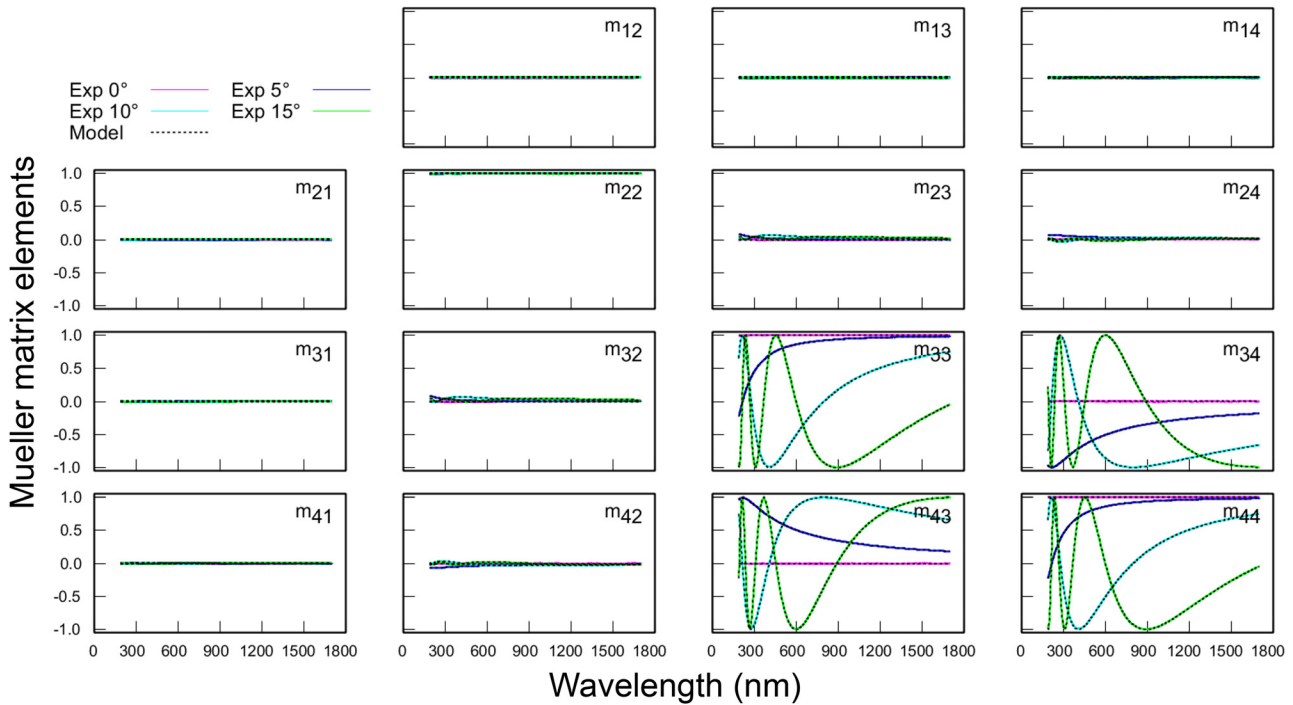 m12
m13
m14
Exp 0° Exp 5°
Exp 10° Exp 15°
Model
Mueller matrix elements
1.0
0.5
0.0
-0.5
-1.0
m21
m22
m23
m24
1.0
0.5
0.0
-0.5
-1.0
m31
m32
m33
m34
1.0
0.5
0.0
-0.5
-1.0
m41
m42
m43
m44
0 300 600 900 1200 1500 1800
0 300 600 900 1200 1500 1800
0 300 600 900 1200 1500 1800
0 300 600 900 1200 1500 1800
Wavelength (nm)